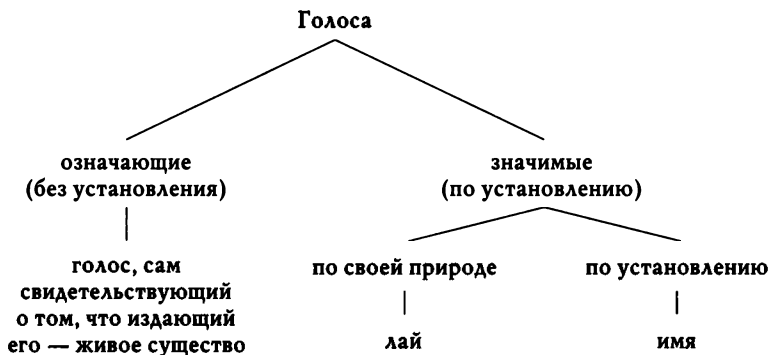 Голоса
означающие
(без установления)
значимые
(по установлению)
голос, сам
свидетельствующий
о том, что издающий
его — живое существо
по своей природе
лай
по установлению
имя